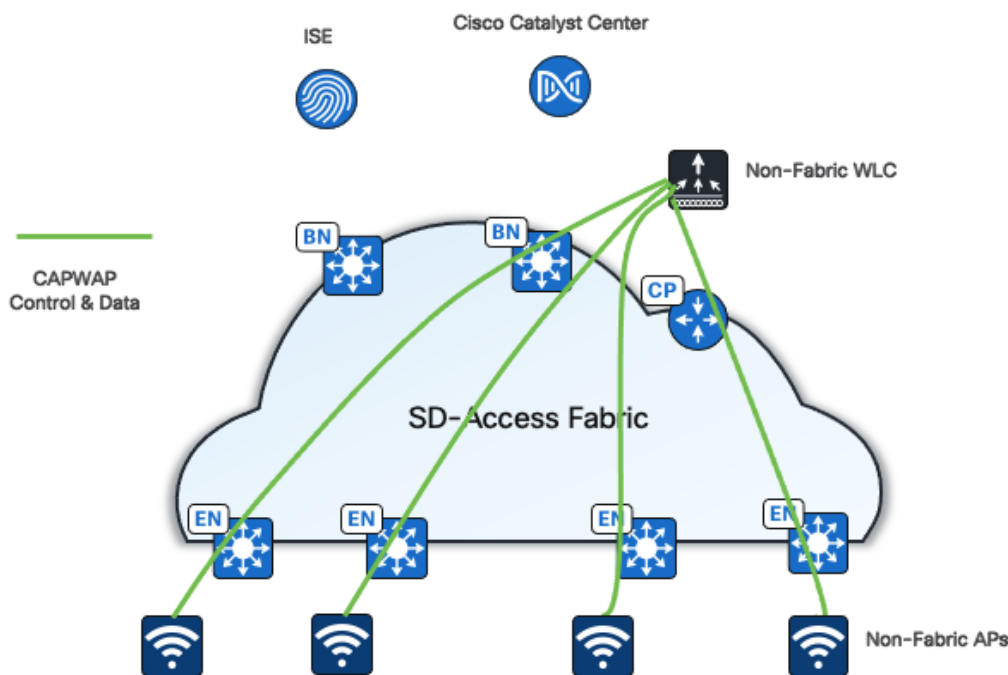 ISE
Cisco Catalyst Center
Non-Fabric WLC
BN
BN
CAPWAP
Control & Data
CP
SD-Access Fabric
EN
EN
EN
EN
Non-Fabric APs